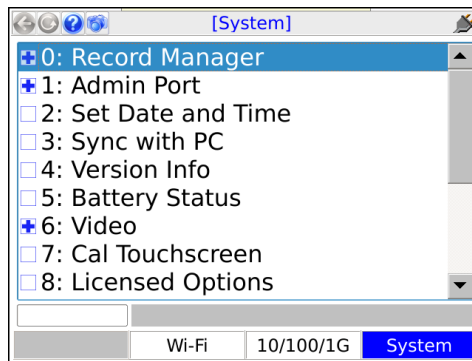 [System]
0: Record Manager
1: Admin Port
2: Set Date and Time
3: Sync with PC
4: Version Info
5: Battery Status
6: Video
7: Cal Touchscreen
8: Licensed Options
Wi-Fi 10/100/1G System